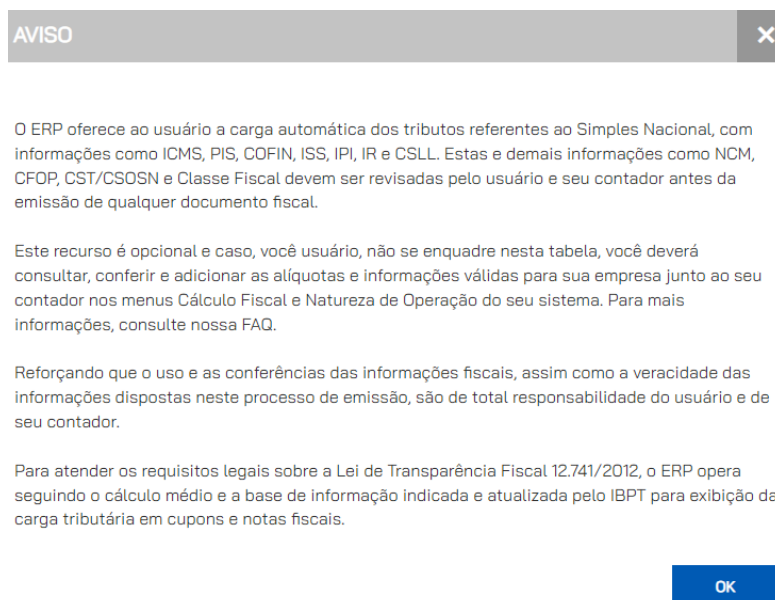 AVISO
O ERP oferece ao usuário a carga automática dos tributos referentes ao Simples Nacional, com
informações como ICMS, PIS, COFIN, ISS, IPI, IR e CSLL. Estas e demais informações como NCM,
CFOP, CST/CSOSN e Classe Fiscal devem ser revisadas pelo usuário e seu contador antes da
emissão de qualquer documento fiscal.
Este recurso é opcional e caso, você usuário, não se enquadre nesta tabela, você deverá
consultar, conferir e adicionar as alíquotas e informações válidas para sua empresa junto ao seu
contador nos menus Cálculo Fiscal e Natureza de Operação do seu sistema. Para mais
informações, consulte nossa FAQ.
Reforçando que o uso e as conferências das informações fiscais, assim como a veracidade das
informações dispostas neste processo de emissão, são de total responsabilidade do usuário e de
seu contador.
Para atender os requisitos legais sobre a Lei de Transparência Fiscal 12.741/2012, o ERP opera
seguindo o cálculo médio e a base de informação indicada e atualizada pelo IBPT para exibição da
carga tributária em cupons e notas fiscais.
OK